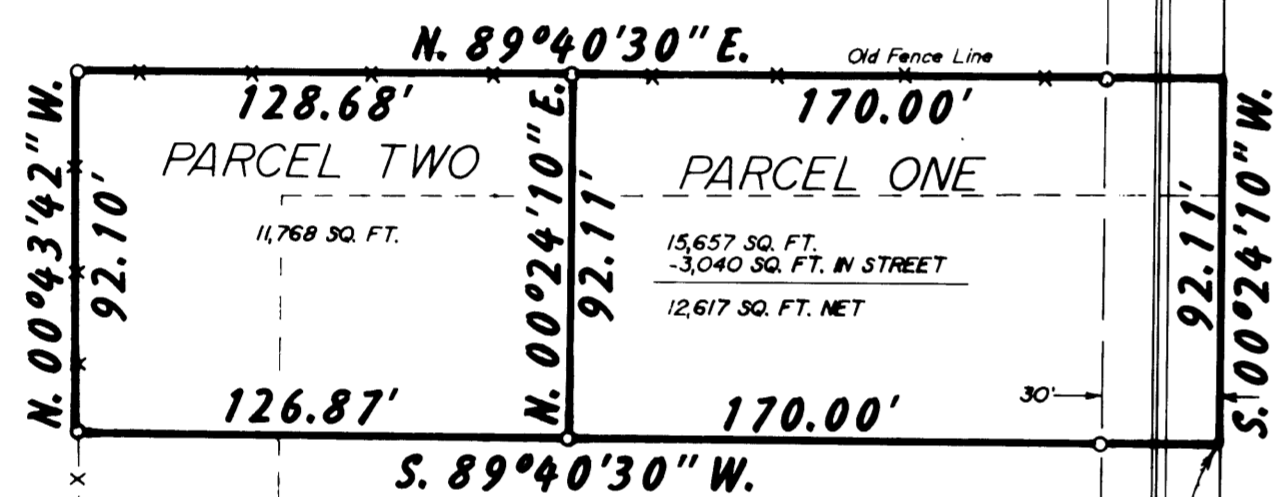 N. 89°40'30" E.
Old Fence Line
128.68'
170.00'
N. 00°43'42" W.
92.10'
PARCEL TWO
11,768 SQ. FT.
N. 00°24'10" E.
92.11'
PARCEL ONE
15,657 SQ. FT.
-3,040 SQ. FT. IN STREET
12,617 SQ. FT. NET
92.11'
S. 00°24'10" W.
30'
126.87'
170.00'
S. 89°40'30" W.